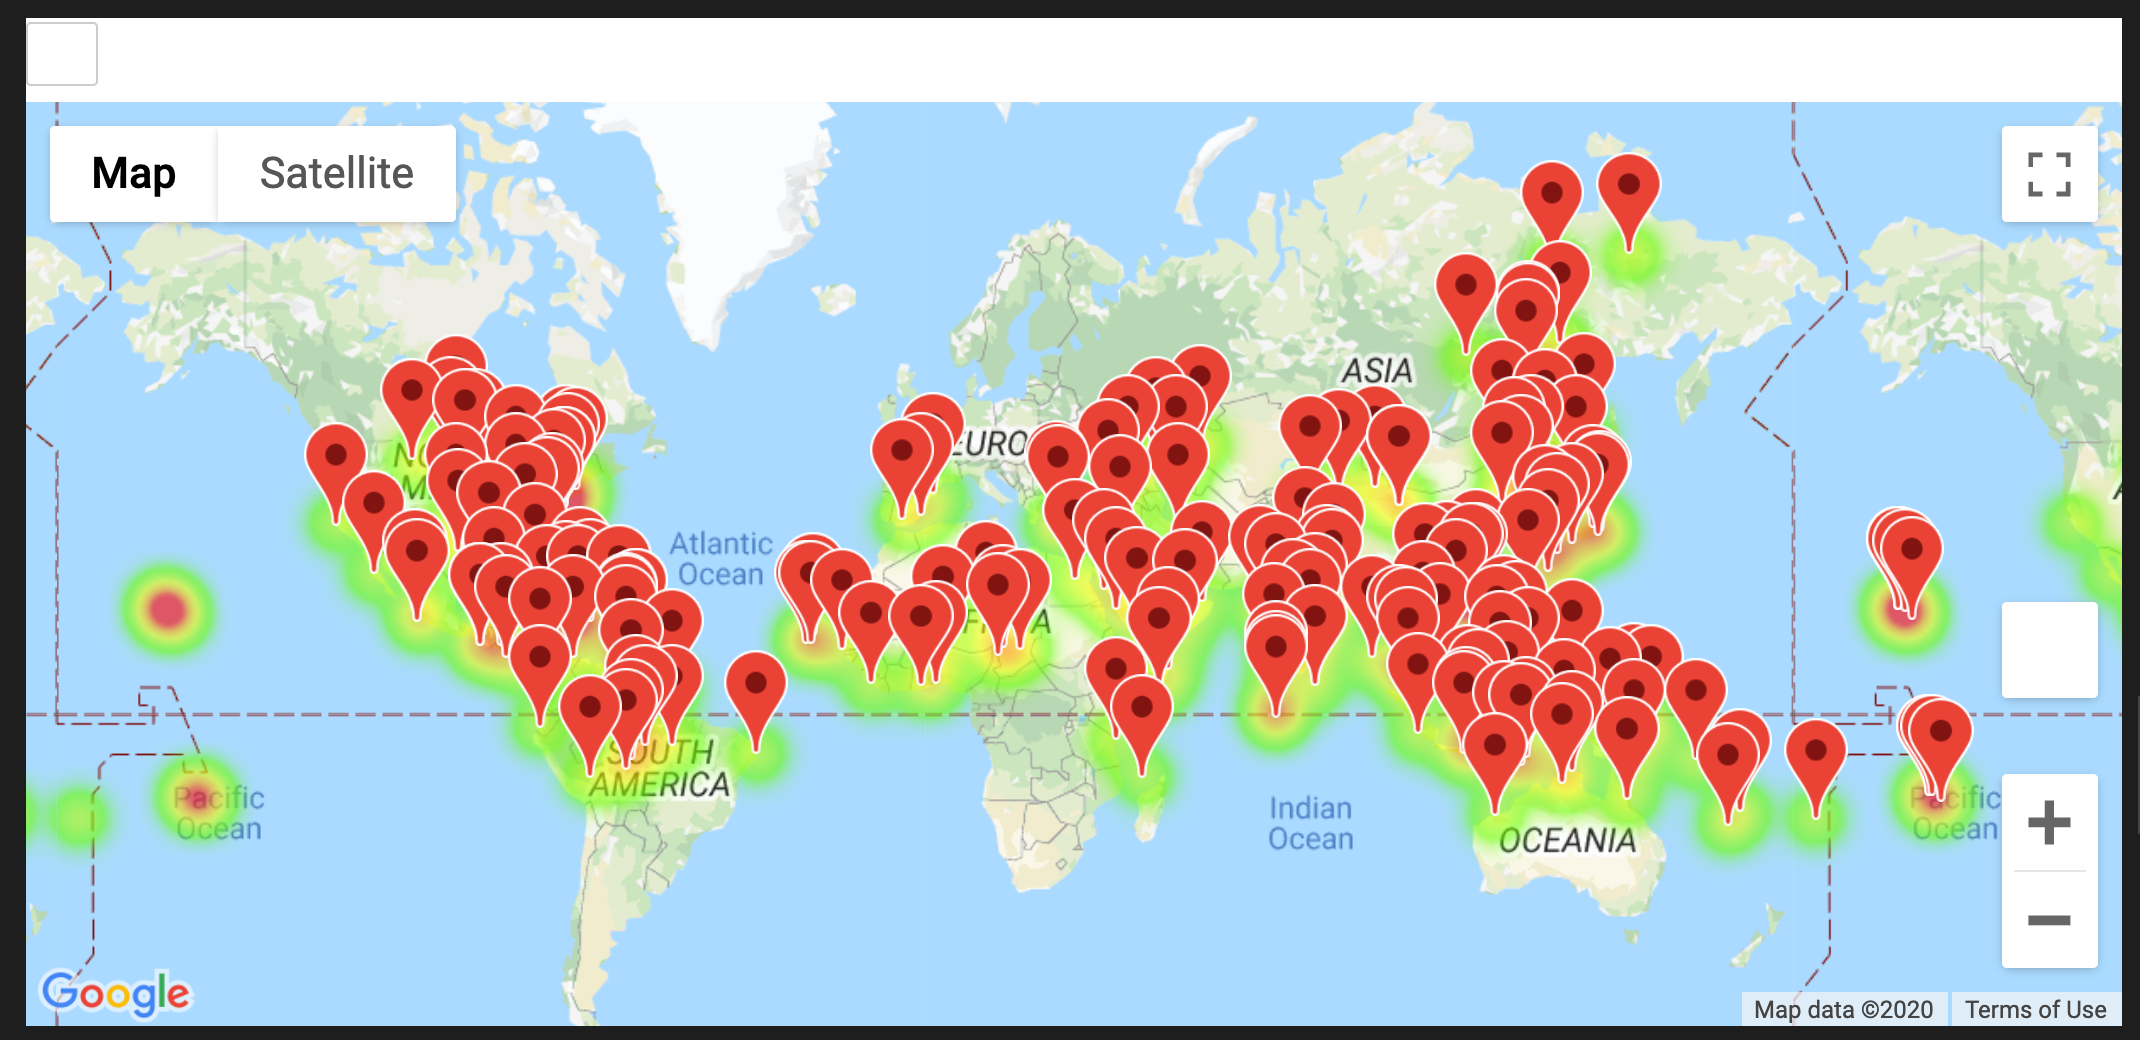 Map
Satellite
ASIA
EURO
NO
M
Atlantic
Ocean
F
A
SOUTH
AMERICA
Pacific
Ocean
Indian
Ocean
OCEANIA
Pacific
Ocean
Google
Map data ©2020
Terms of Use